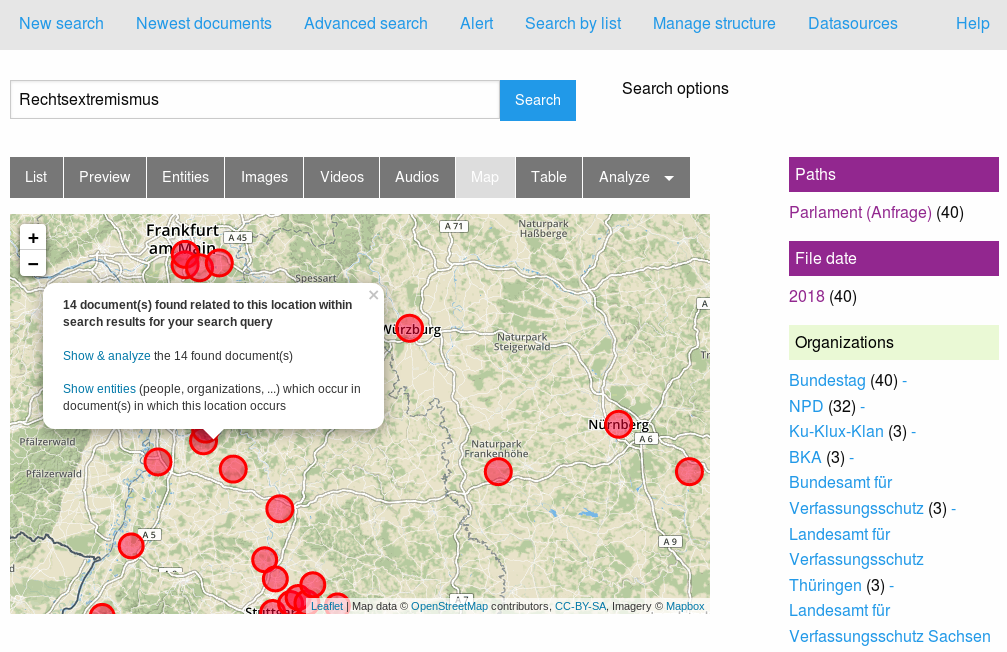 New search Newest documents Advanced search Alert Search by list Manage structure Datasources Help
Rechtsextremismus Search Search options
List Preview Entities Images Videos Audios Map Table Analyze
+
−
Frankfurt
am Main
A 45
A 71
Naturpark
Haßberge
Spessart
×
14 document(s) found related to this location within
search results for your search query
Show & analyze the 14 found document(s)
Show entities (people, organizations, ...) which occur in
document(s) in which this location occurs
Würzburg
Naturpark
Steigerwald
Nürnberg
A 6
Pfälzerwald
Pfälzerwald
Naturpark
Frankenhöhe
A 5
A 9
A 7
Leaflet | Map data © OpenStreetMap contributors, CC-BY-SA, Imagery © Mapbox
Paths
Parlament (Anfrage) (40)
File date
2018 (40)
Organizations
Bundestag (40) -
NPD (32) -
Ku-Klux-Klan (3) -
BKA (3) -
Bundesamt für
Verfassungsschutz (3) -
Landesamt für
Verfassungsschutz
Thüringen (3) -
Landesamt für
Verfassungsschutz Sachsen